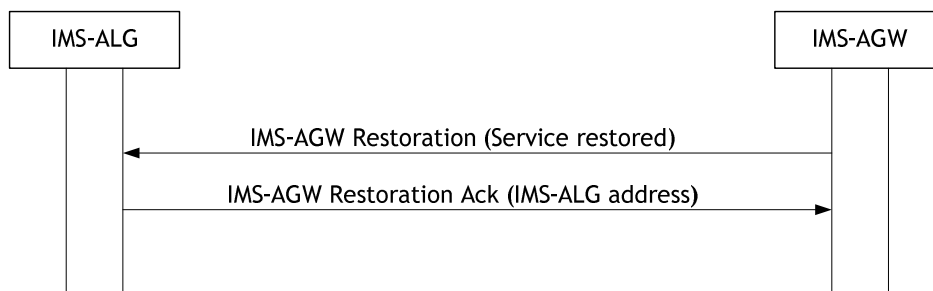 IMS-ALG
IMS-AGW
IMS-AGW Restoration (Service restored)
IMS-AGW Restoration Ack (IMS-ALG address)